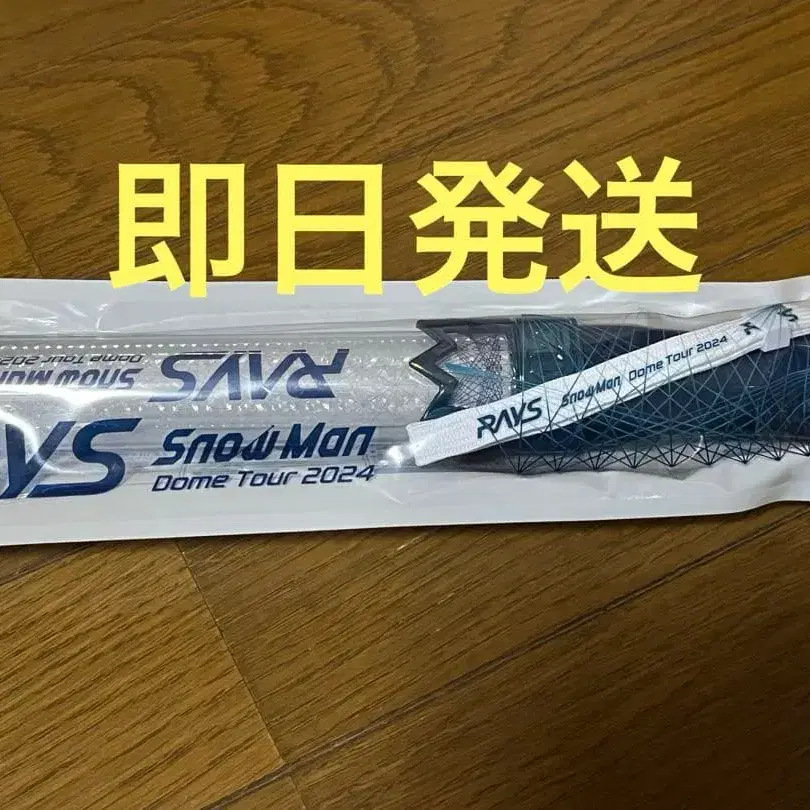 即日発送
RAYS
Snow Man
Dome Tour 2024
RAYS Snow Man Dome Tour 2024
AYS Snow Man
Dome Tour 2024